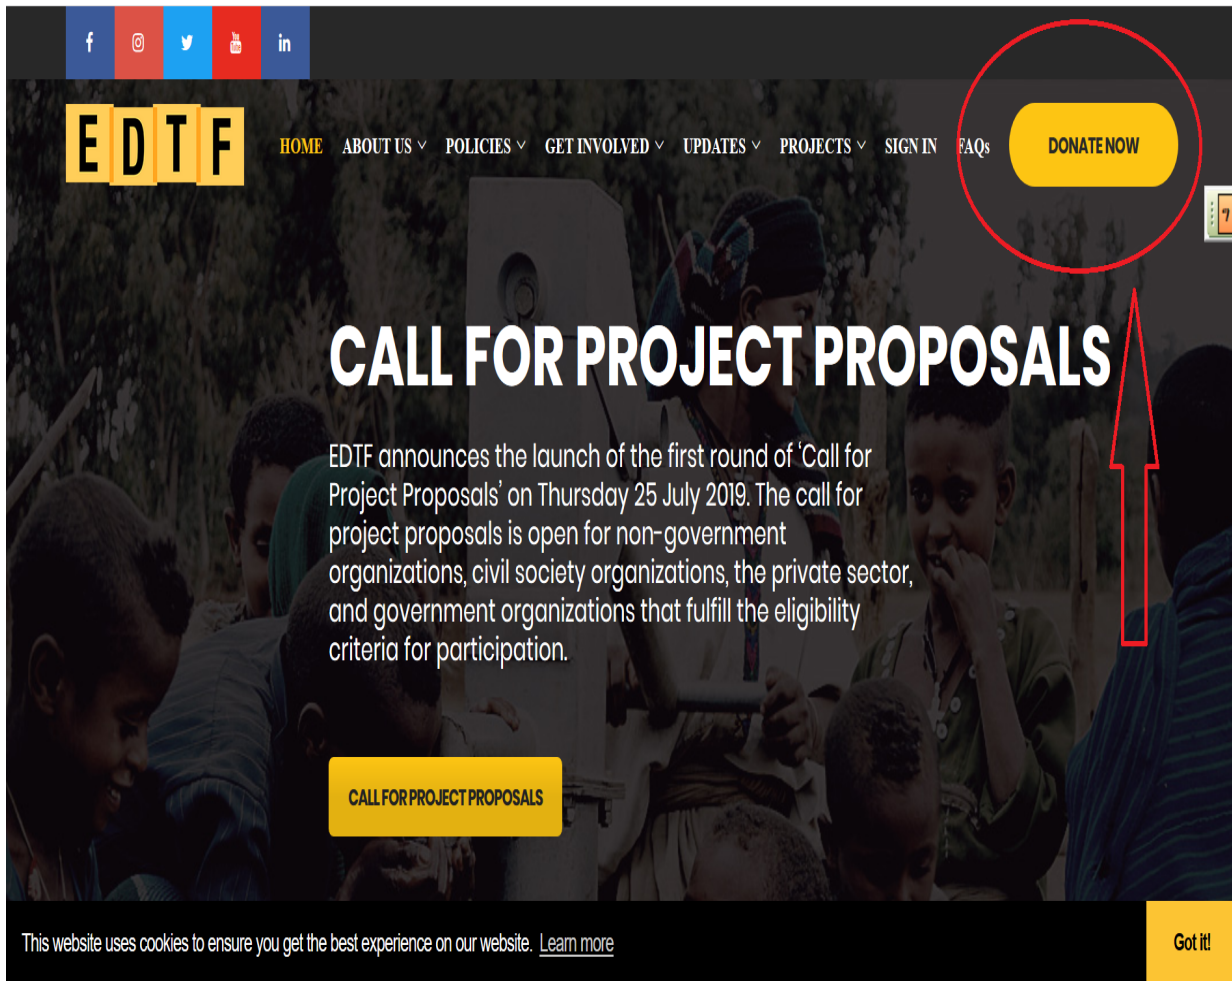 EDTF
HOME ABOUT US POLICIES GET INVOLVED UPDATES PROJECTS SIGN IN FAQs DONATE NOW
CALL FOR PROJECT PROPOSALS
EDTF announces the launch of the first round of ‘Call for
Project Proposals’ on Thursday 25 July 2019. The call for
project proposals is open for non-government
organizations, civil society organizations, the private sector,
and government organizations that fulfill the eligibility
criteria for participation.
CALL FOR PROJECT PROPOSALS
This website uses cookies to ensure you get the best experience on our website. Learn more Got it!